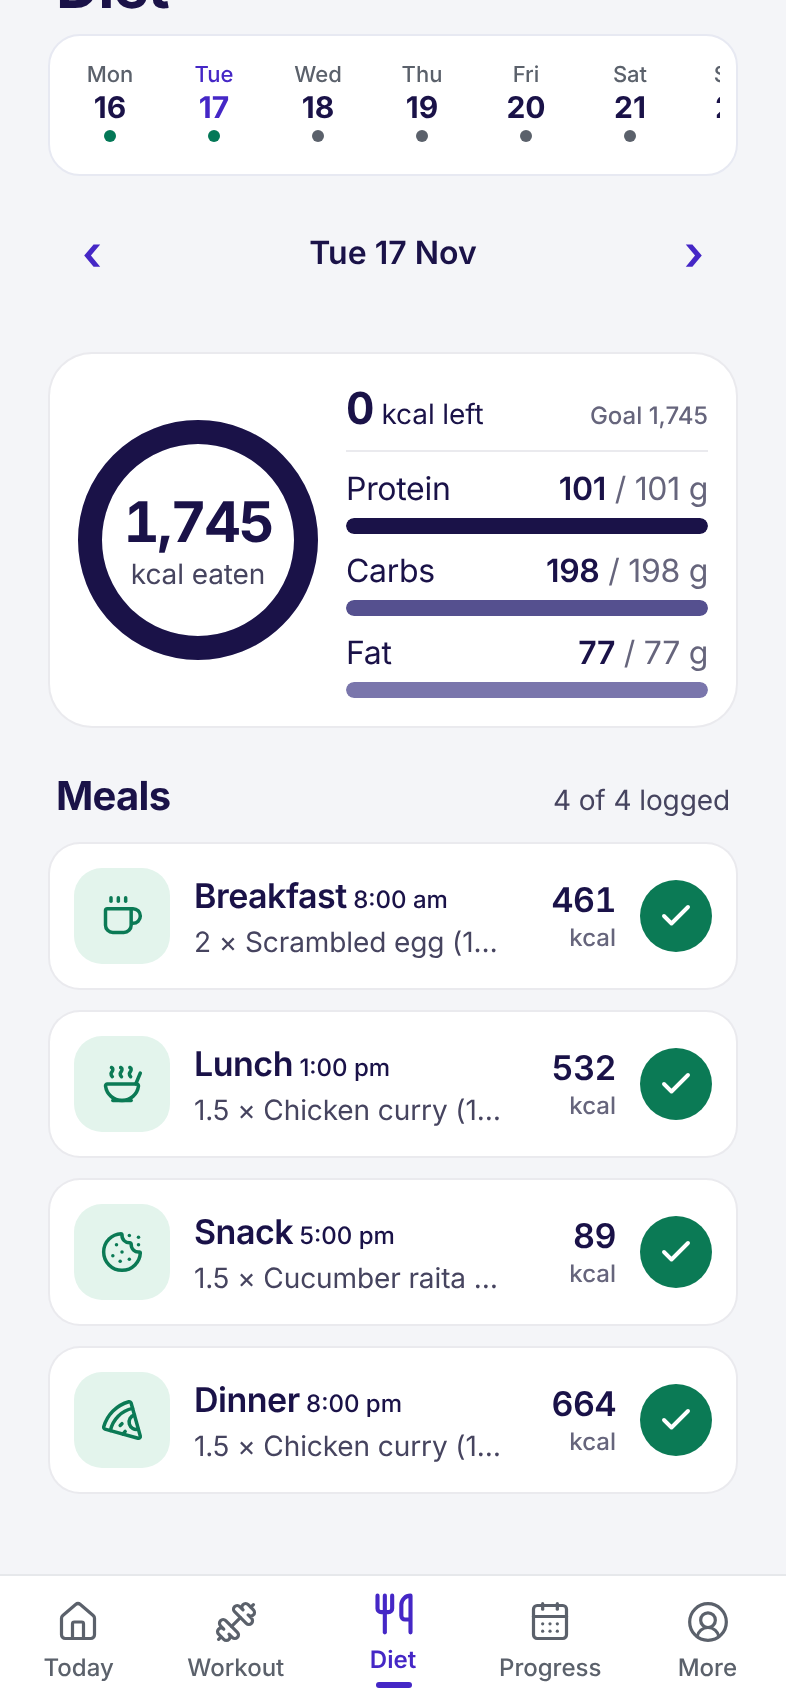 Diet
Mon Tue Wed Thu Fri Sat
16 17 18 19 20 21
‹ Tue 17 Nov ›
0 kcal left Goal 1,745
1,745
kcal eaten
Protein 101 / 101 g
Carbs 198 / 198 g
Fat 77 / 77 g
Meals 4 of 4 logged
Breakfast 8:00 am 461
2 × Scrambled egg (1... kcal
Lunch 1:00 pm 532
1.5 × Chicken curry (1... kcal
Snack 5:00 pm 89
1.5 × Cucumber raita ... kcal
Dinner 8:00 pm 664
1.5 × Chicken curry (1... kcal
Today Workout Diet Progress More